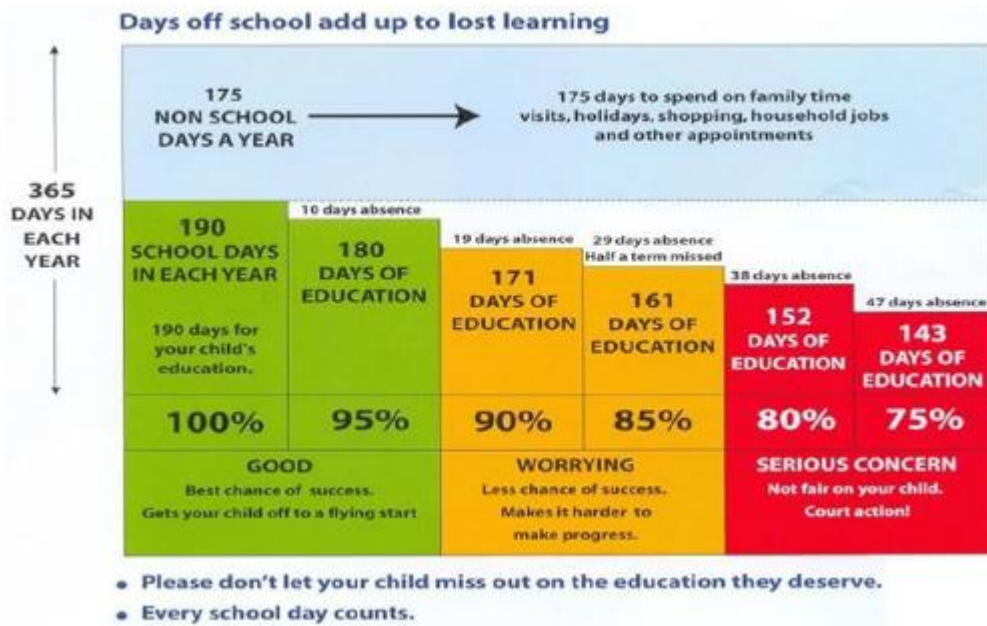 Days off school add up to lost learning
365
DAYS IN
EACH
YEAR
175
NON SCHOOL
DAYS A YEAR
175 days to spend on family time
visits, holidays, shopping, household jobs
and other appointments
190
SCHOOL DAYS
IN EACH YEAR
190 days for
your child's
education.
100%
10 days absence
180
DAYS OF
EDUCATION
95%
19 days absence
171
DAYS OF
EDUCATION
90%
29 days absence
Half a term missed
161
DAYS OF
EDUCATION
85%
38 days absence
152
DAYS OF
EDUCATION
80%
47 days absence
143
DAYS OF
EDUCATION
75%
GOOD
Best chance of success.
Gets your child off to a flying start
WORRYING
Less chance of success.
Makes it harder to
make progress.
SERIOUS CONCERN
Not fair on your child.
Court action!
• Please don't let your child miss out on the education they deserve.
• Every school day counts.